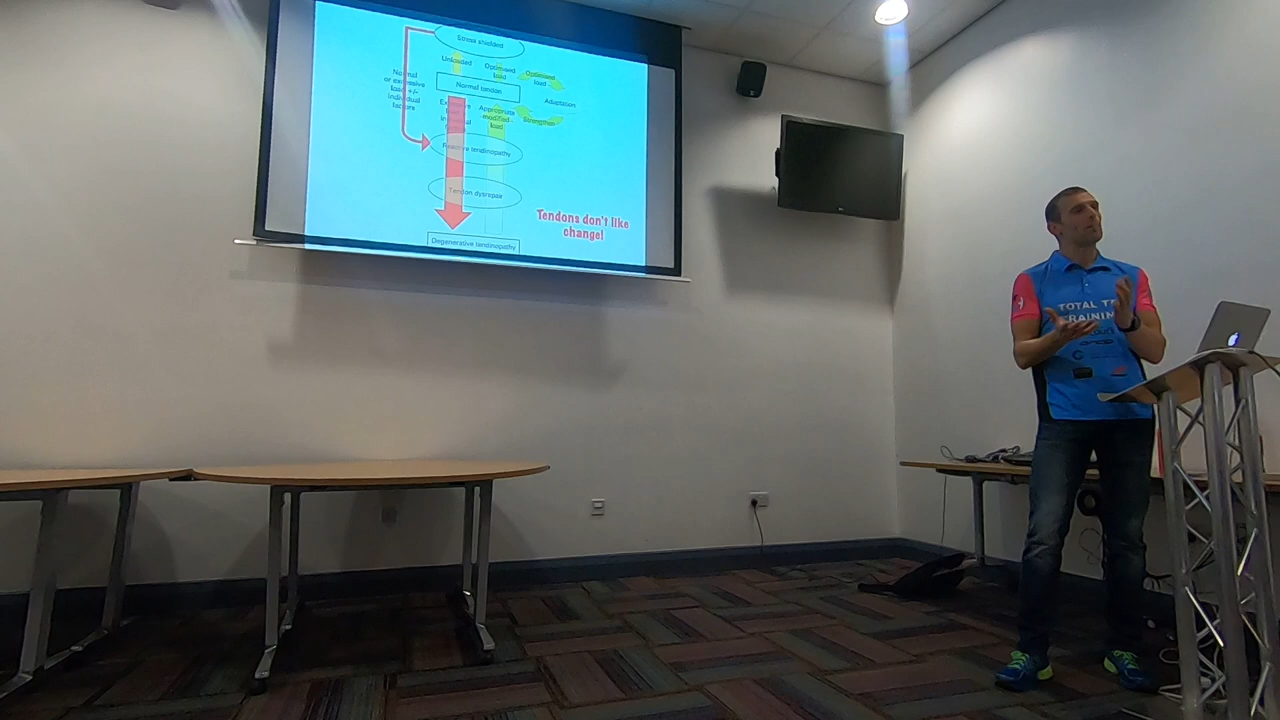 Stress shielded
Unloaded
Optimised
load
Optimised
load
Normal tendon
Normal
or excessive
load +/-
individual
factors
Appropriate
modified
load
Adaptation
Strengthen
Reactive tendinopathy
Tendon dysrepair
Degenerative tendinopathy
Tendons don't like
change!
TOTAL